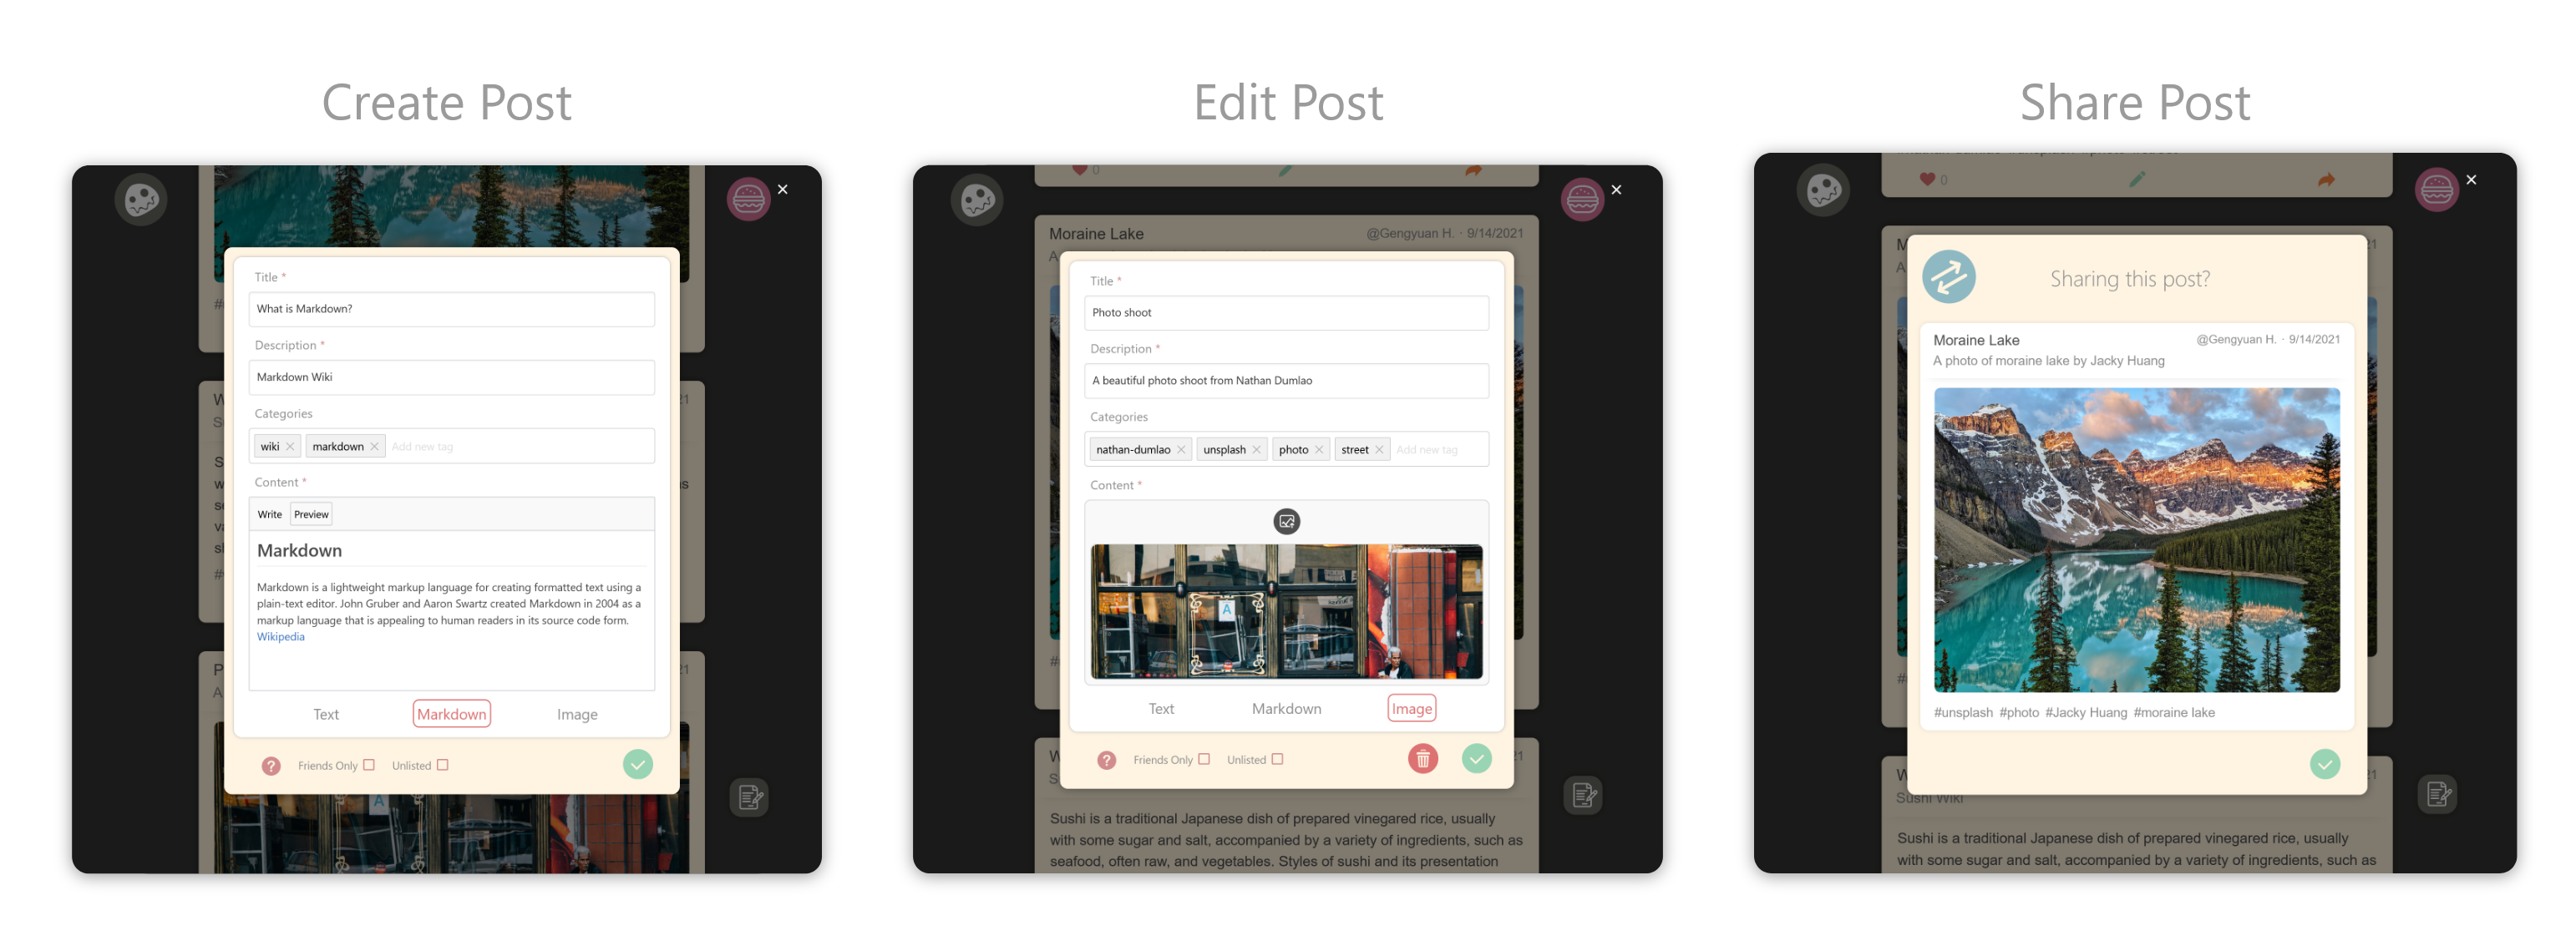 Create Post
Title *
What is Markdown?
Description *
Markdown Wiki
Categories
wiki × markdown × Add new tag
Content *
Write Preview
Markdown
Markdown is a lightweight markup language for creating formatted text using a
plain-text editor. John Gruber and Aaron Swartz created Markdown in 2004 as a
markup language that is appealing to human readers in its source code form.
Wikipedia
Text Markdown Image
? Friends Only Unlisted
Edit Post
0
Moraine Lake @Gengyuan H. · 9/14/2021
Title *
Photo shoot
Description *
A beautiful photo shoot from Nathan Dumlao
Categories
nathan-dumlao × unsplash × photo × street × Add new tag
Content *
A
Text Markdown Image
? Friends Only Unlisted
Sushi is a traditional Japanese dish of prepared vinegared rice, usually
with some sugar and salt, accompanied by a variety of ingredients, such as
seafood, often raw, and vegetables. Styles of sushi and its presentation
Share Post
0
Sharing this post?
Moraine Lake @Gengyuan H. · 9/14/2021
A photo of moraine lake by Jacky Huang
#unsplash #photo #Jacky Huang #moraine lake
Sushi Wiki
Sushi is a traditional Japanese dish of prepared vinegared rice, usually
with some sugar and salt, accompanied by a variety of ingredients, such as